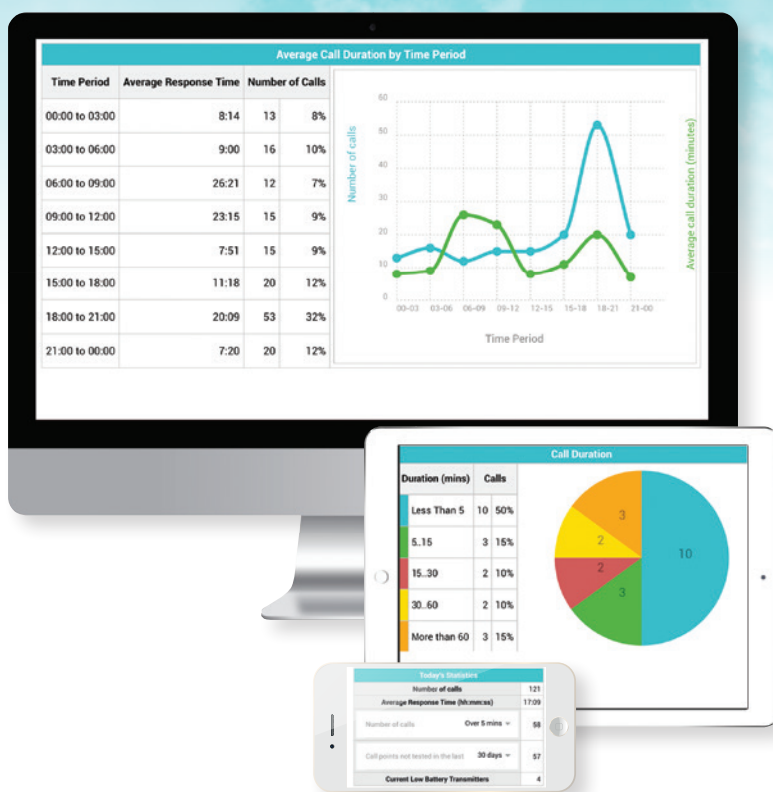 Average Call Duration by Time Period
Time Period Average Response Time Number of Calls
00:00 to 03:00 8:14 13 8%
03:00 to 06:00 9:00 16 10%
06:00 to 09:00 26:21 12 7%
09:00 to 12:00 23:15 15 9%
12:00 to 15:00 7:51 15 9%
15:00 to 18:00 11:18 20 12%
18:00 to 21:00 20:09 53 32%
21:00 to 00:00 7:20 20 12%
Number of calls
60
50
40
30
20
10
0
00-03 03-06 06-09 09-12 12-15 15-18 18-21 21-00
Time Period
Average call duration (minutes)
Call Duration
Duration (mins) Calls
Less Than 5 10 50%
5..15 3 15%
15..30 2 10%
30..60 2 10%
More than 60 3 15%
3
2
10
2
3
Today's Statistics
Number of calls 121
Average Response Time (hh:mm:ss) 17:09
Number of calls Over 5 mins 58
Call points not tested in the last 30 days 57
Current Low Battery Transmitters 4